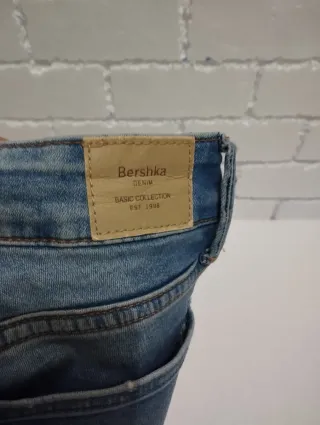 Bershka
DENIM
BASIC COLLECTION
EST 1998